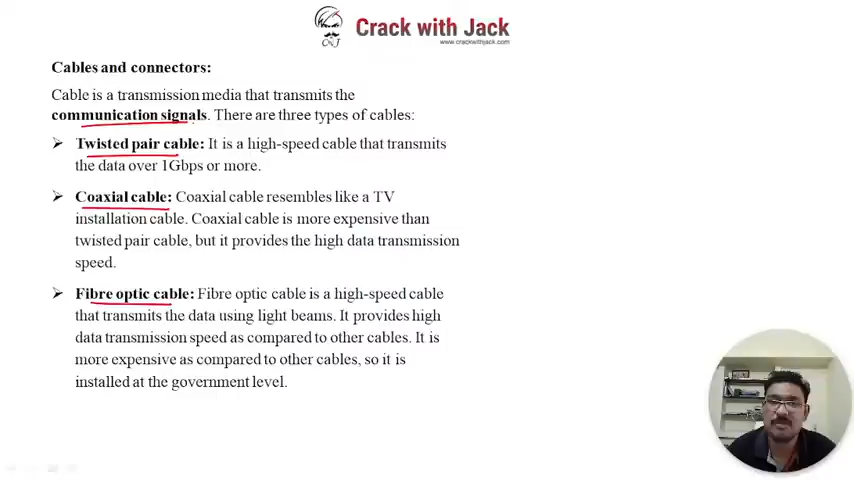 Crack with Jack
CWJ
www.crackwithjack.com
Cables and connectors:
Cable is a transmission media that transmits the
communication signals. There are three types of cables:
➢ Twisted pair cable: It is a high-speed cable that transmits
the data over 1Gbps or more.
➢ Coaxial cable: Coaxial cable resembles like a TV
installation cable. Coaxial cable is more expensive than
twisted pair cable, but it provides the high data transmission
speed.
➢ Fibre optic cable: Fibre optic cable is a high-speed cable
that transmits the data using light beams. It provides high
data transmission speed as compared to other cables. It is
more expensive as compared to other cables, so it is
installed at the government level.